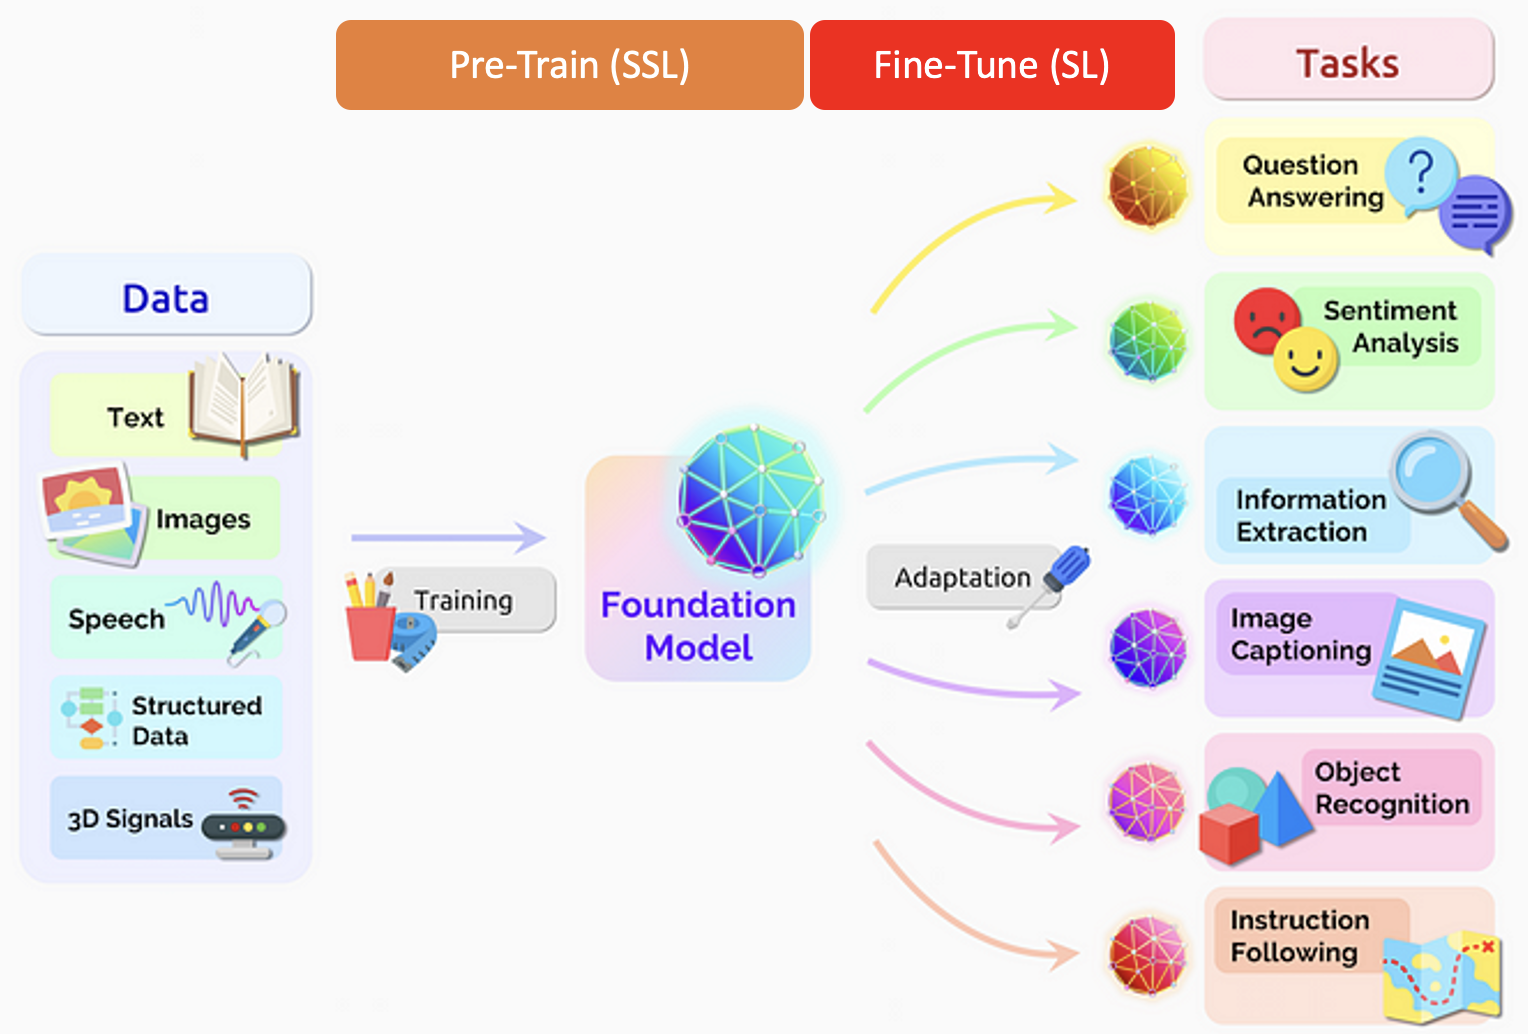 Pre-Train (SSL)
Fine-Tune (SL)
Tasks
Data
Text
Images
Speech
Structured
Data
3D Signals
Training
Foundation
Model
Adaptation
Question
Answering
?
Sentiment
Analysis
Information
Extraction
Image
Captioning
Object
Recognition
Instruction
Following